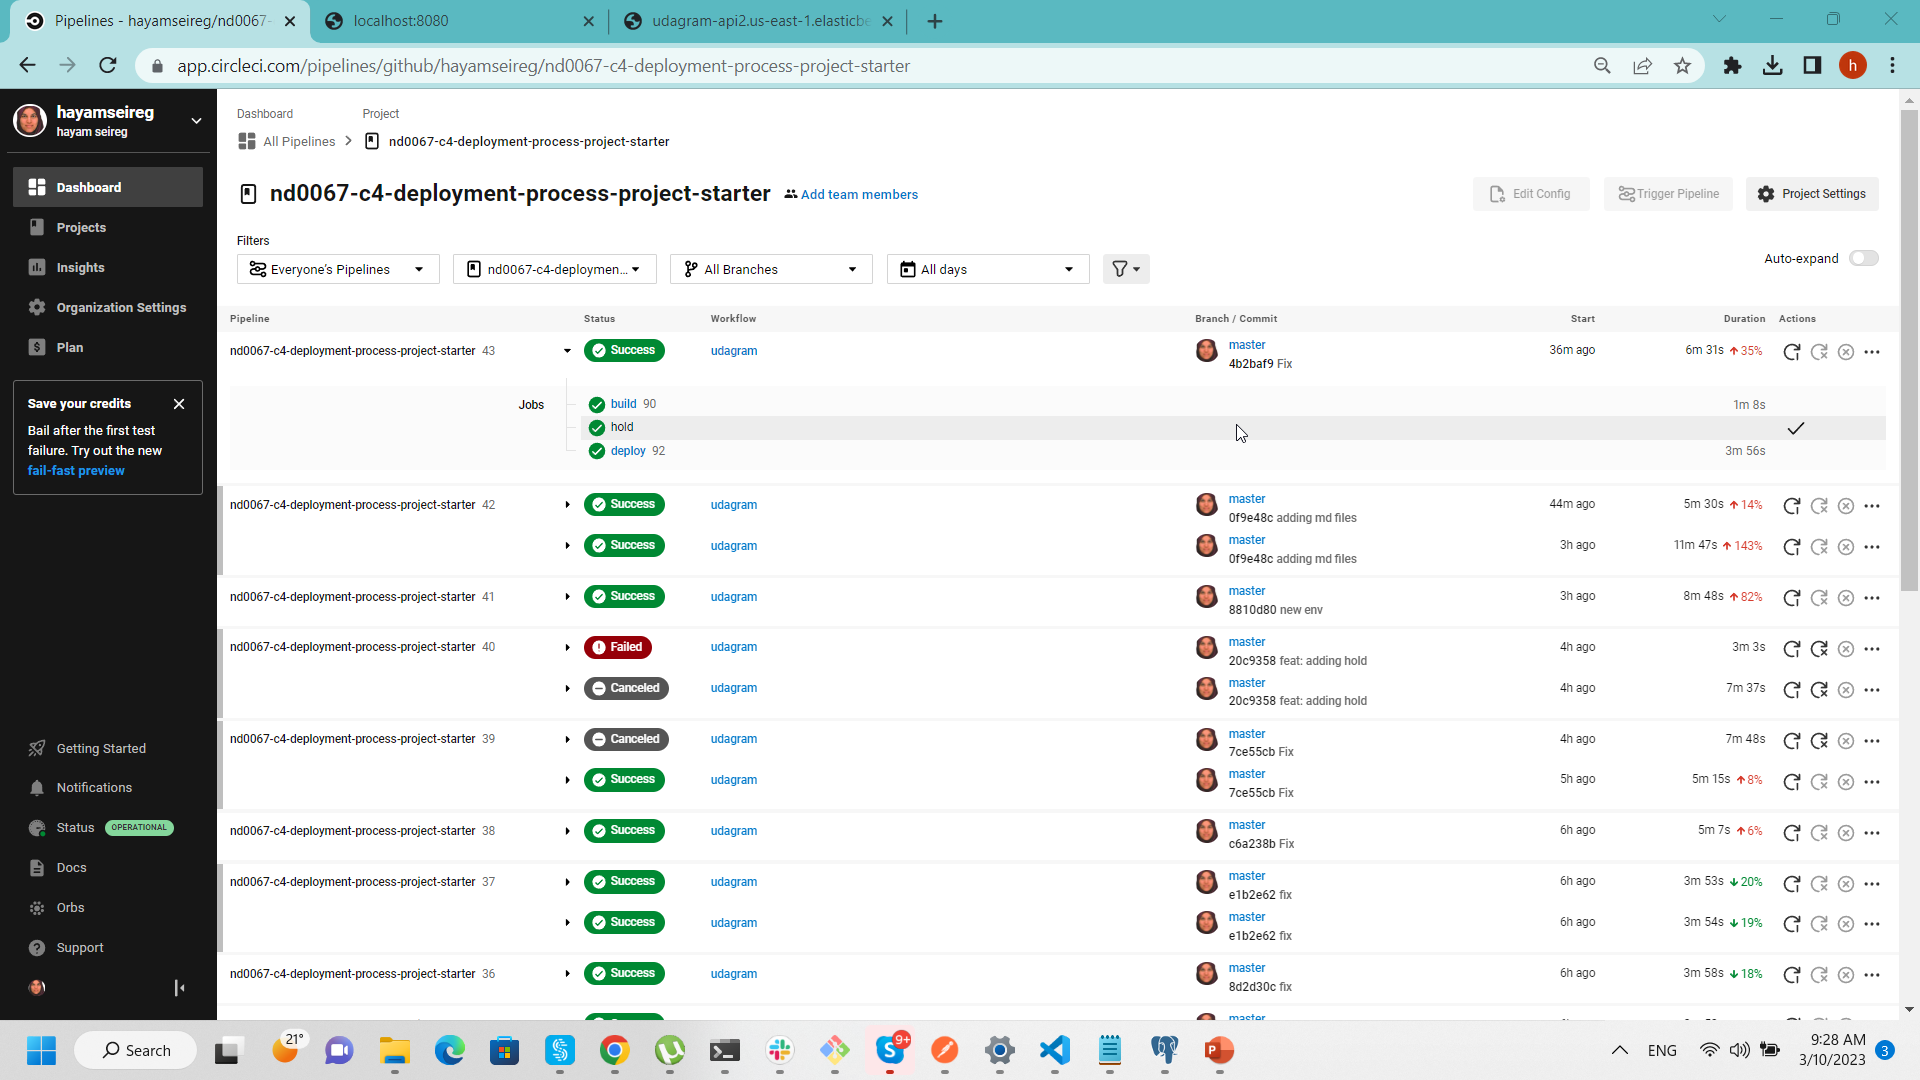 Pipelines - hayamseireg/nd0067-
localhost:8080
udagram-api2.us-east-1.elasticbe
app.circleci.com/pipelines/github/hayamseireg/nd0067-c4-deployment-process-project-starter
h
hayamseireg
hayam seireg
Dashboard
Projects
Insights
Organization Settings
Plan
Save your credits
Bail after the first test
failure. Try out the new
fail-fast preview
Getting Started
Notifications
Status OPERATIONAL
Docs
Orbs
Support
Dashboard Project
All Pipelines nd0067-c4-deployment-process-project-starter
nd0067-c4-deployment-process-project-starter Add team members
Edit Config Trigger Pipeline Project Settings
Filters
Everyone's Pipelines nd0067-c4-deploymen... All Branches All days
Auto-expand
Pipeline Status Workflow Branch / Commit Start Duration Actions
nd0067-c4-deployment-process-project-starter 43 Success udagram master 36m ago 6m 31s 35%
4b2baf9 Fix
Jobs build 90 1m 8s
hold
deploy 92 3m 56s
nd0067-c4-deployment-process-project-starter 42 Success udagram master 44m ago 5m 30s 14%
0f9e48c adding md files
Success udagram master 3h ago 11m 47s 143%
0f9e48c adding md files
nd0067-c4-deployment-process-project-starter 41 Success udagram master 3h ago 8m 48s 82%
8810d80 new env
nd0067-c4-deployment-process-project-starter 40 Failed udagram master 4h ago 3m 3s
20c9358 feat: adding hold
Canceled udagram master 4h ago 7m 37s
20c9358 feat: adding hold
nd0067-c4-deployment-process-project-starter 39 Canceled udagram master 4h ago 7m 48s
7ce55cb Fix
Success udagram master 5h ago 5m 15s 8%
7ce55cb Fix
nd0067-c4-deployment-process-project-starter 38 Success udagram master 6h ago 5m 7s 6%
c6a238b Fix
nd0067-c4-deployment-process-project-starter 37 Success udagram master 6h ago 3m 53s 20%
e1b2e62 fix
Success udagram master 6h ago 3m 54s 19%
e1b2e62 fix
nd0067-c4-deployment-process-project-starter 36 Success udagram master 6h ago 3m 58s 18%
8d2d30c fix
master
Search
21°
9+
ENG
9:28 AM
3/10/2023
3